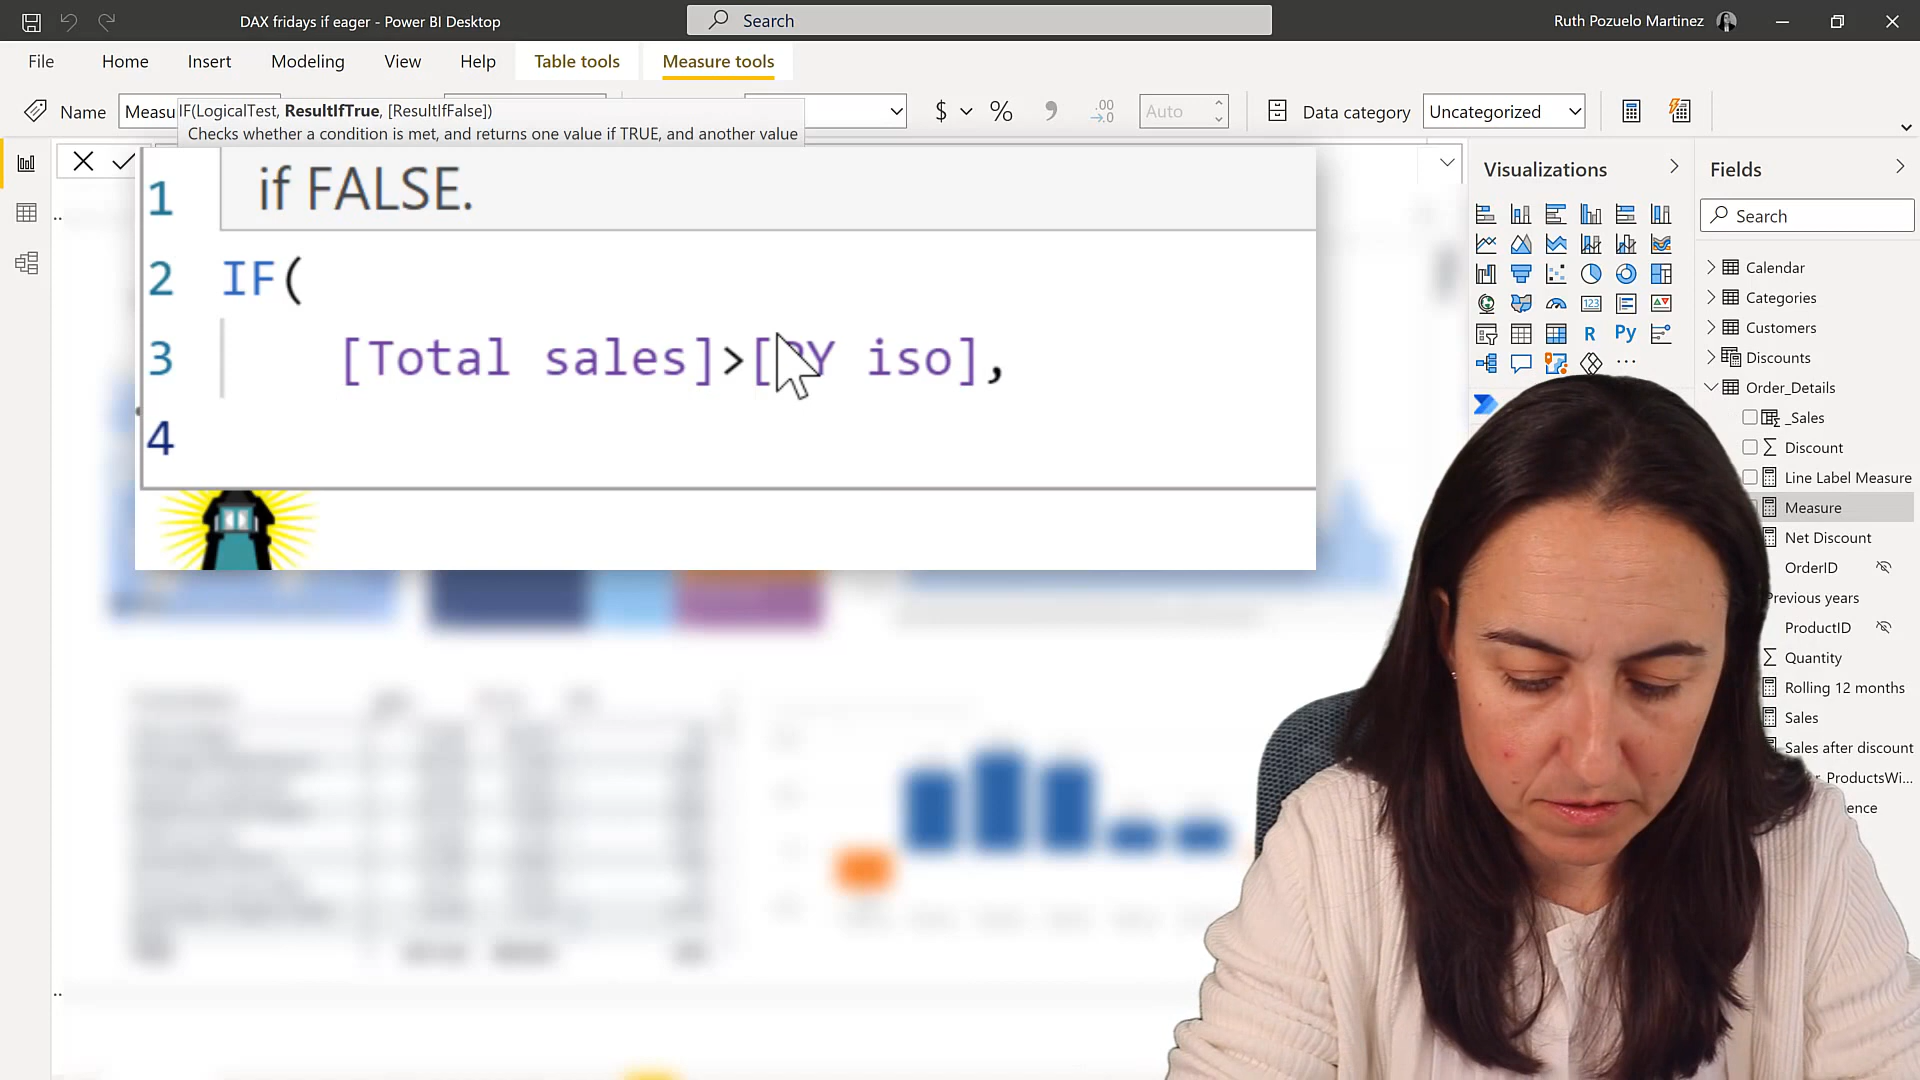 DAX fridays if eager - Power BI Desktop
Search
Ruth Pozuelo Martinez
File
Home
Insert
Modeling
View
Help
Table tools
Measure tools
Name
Measu
IF(LogicalTest, ResultIfTrue, [ResultIfFalse])
Checks whether a condition is met, and returns one value if TRUE, and another value
$
%
Auto
Data category
Uncategorized
1
if FALSE.
2 IF(
3 [Total sales]>[PY iso],
4
Visualizations
123
R
Py
Fields
Search
Calendar
Categories
Customers
Discounts
Order_Details
_Sales
Discount
Line Label Measure
Measure
Net Discount
OrderID
Previous years
ProductID
Quantity
Rolling 12 months
Sales
Sales after discount
ProductsWi...